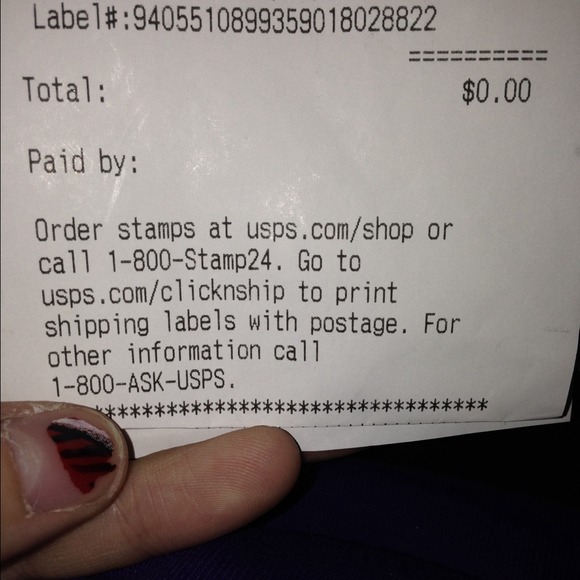 Label#:9405510899359018028822
==========
Total: $0.00
Paid by:
Order stamps at usps.com/shop or
call 1-800-Stamp24. Go to
usps.com/clicknship to print
shipping labels with postage. For
other information call
1-800-ASK-USPS.
**********************************